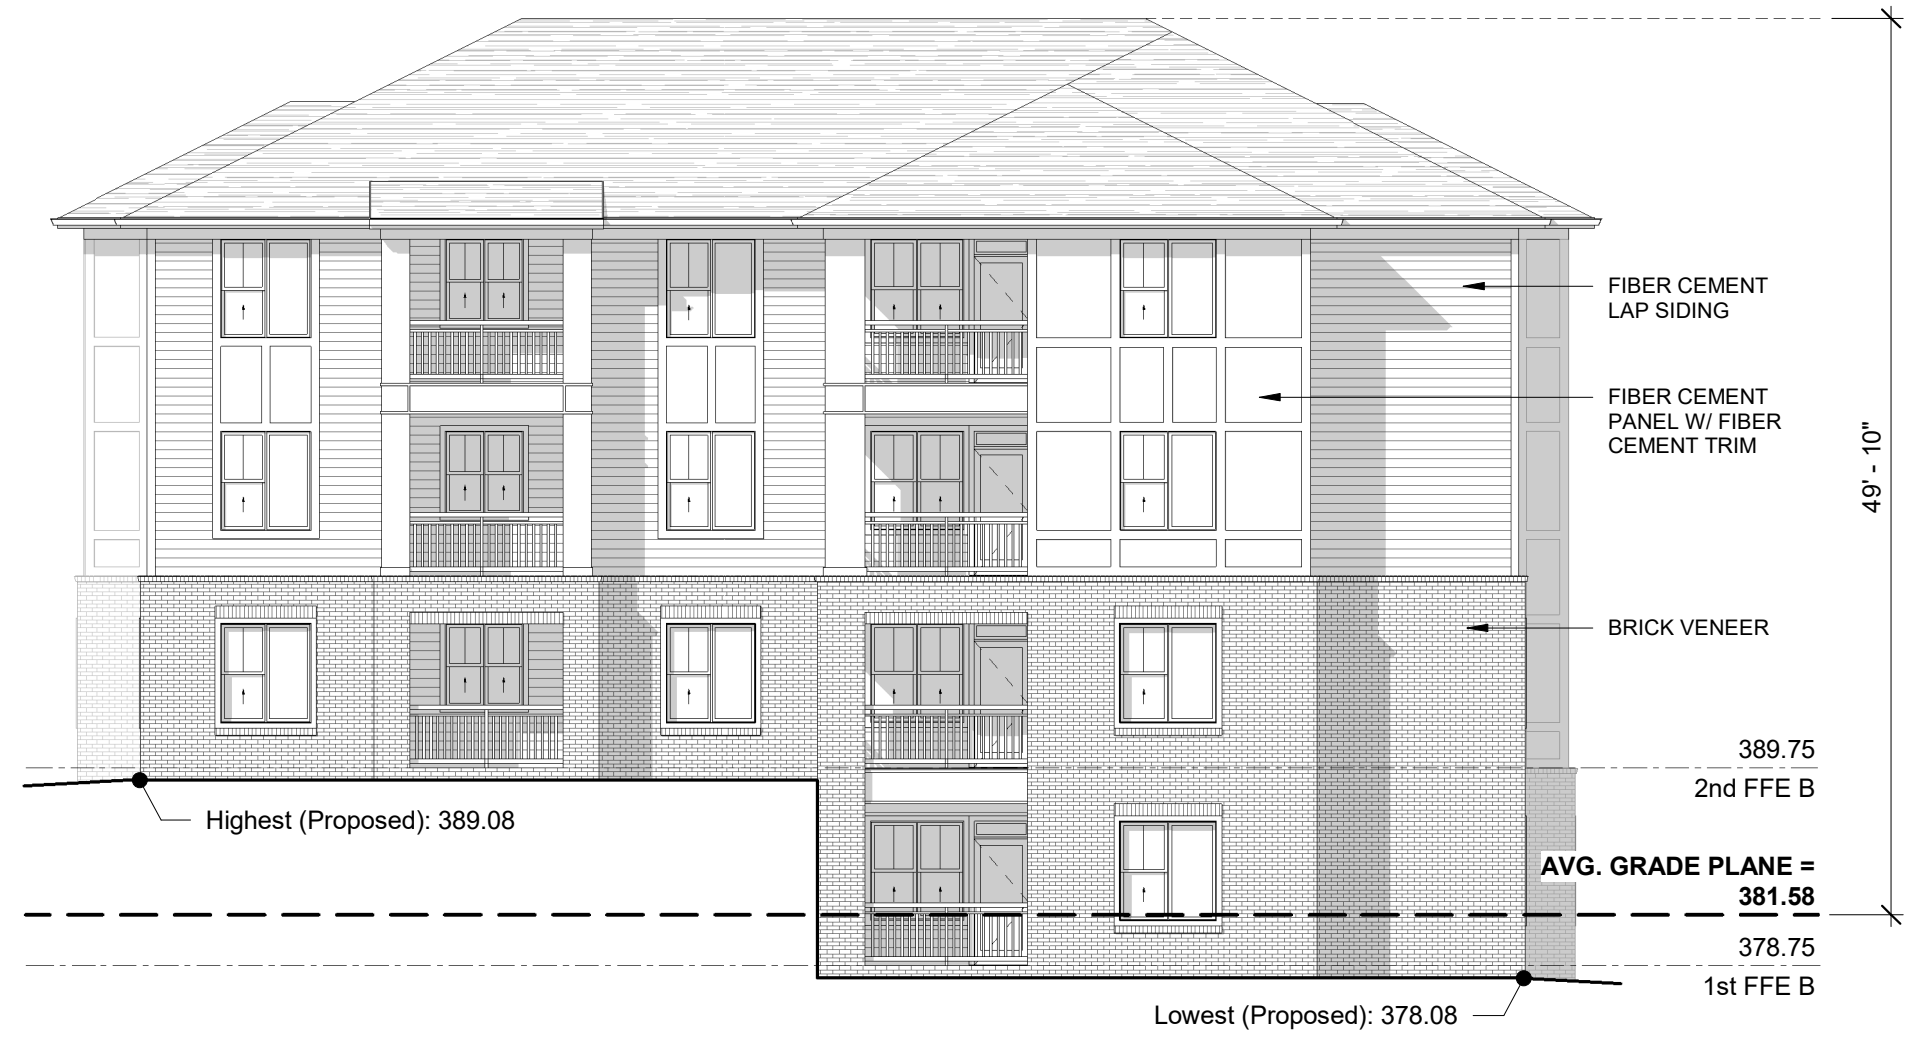 FIBER CEMENT
LAP SIDING
FIBER CEMENT
PANEL W/ FIBER
CEMENT TRIM
49' - 10"
BRICK VENEER
389.75
2nd FFE B
Highest (Proposed): 389.08
AVG. GRADE PLANE =
381.58
378.75
1st FFE B
Lowest (Proposed): 378.08